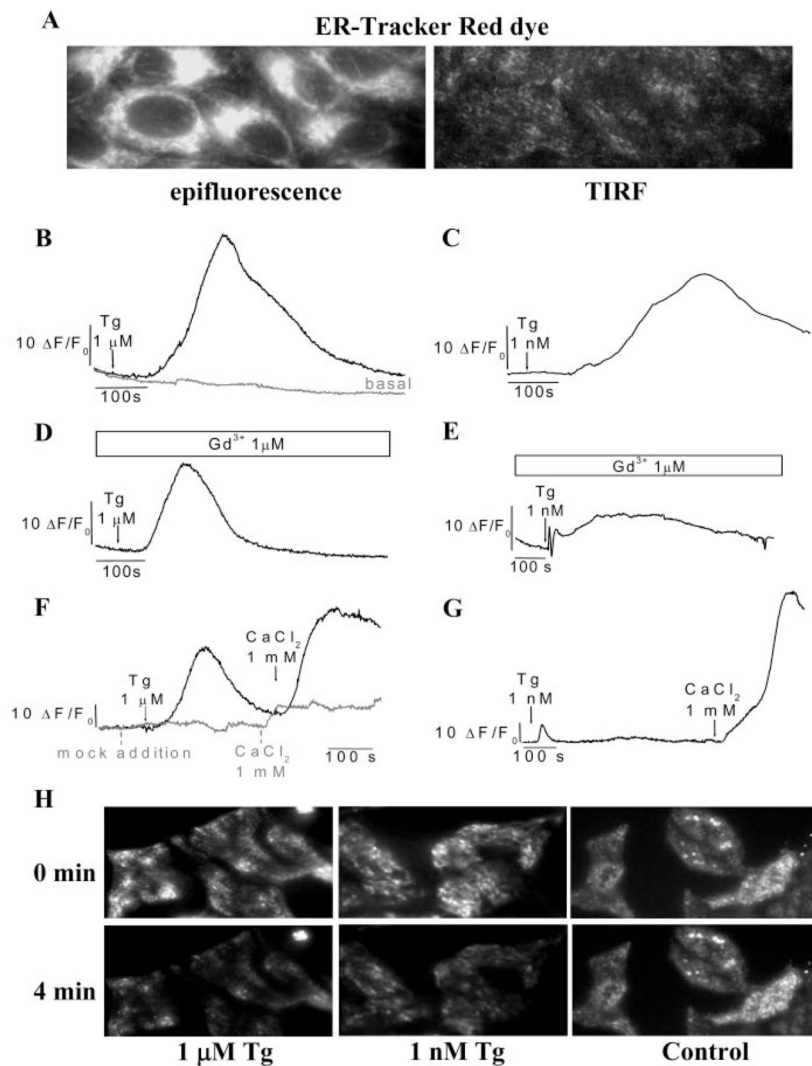 A
ER-Tracker Red dye
epifluorescence
TIRF
B
Tg
1 μM
10 ΔF/F₀
100s
basal
C
Tg
1 nM
10 ΔF/F₀
100s
D
Gd³⁺ 1μM
Tg
1 μM
10 ΔF/F₀
100s
E
Gd³⁺ 1μM
Tg
1 nM
10 ΔF/F₀
100 s
F
CaCl₂
1 mM
Tg
1 μM
10 ΔF/F₀
mock addition
CaCl₂
1 mM
100 s
G
Tg
1 nM
CaCl₂
1 mM
10 ΔF/F₀
100 s
H
0 min
4 min
1 μM Tg
1 nM Tg
Control